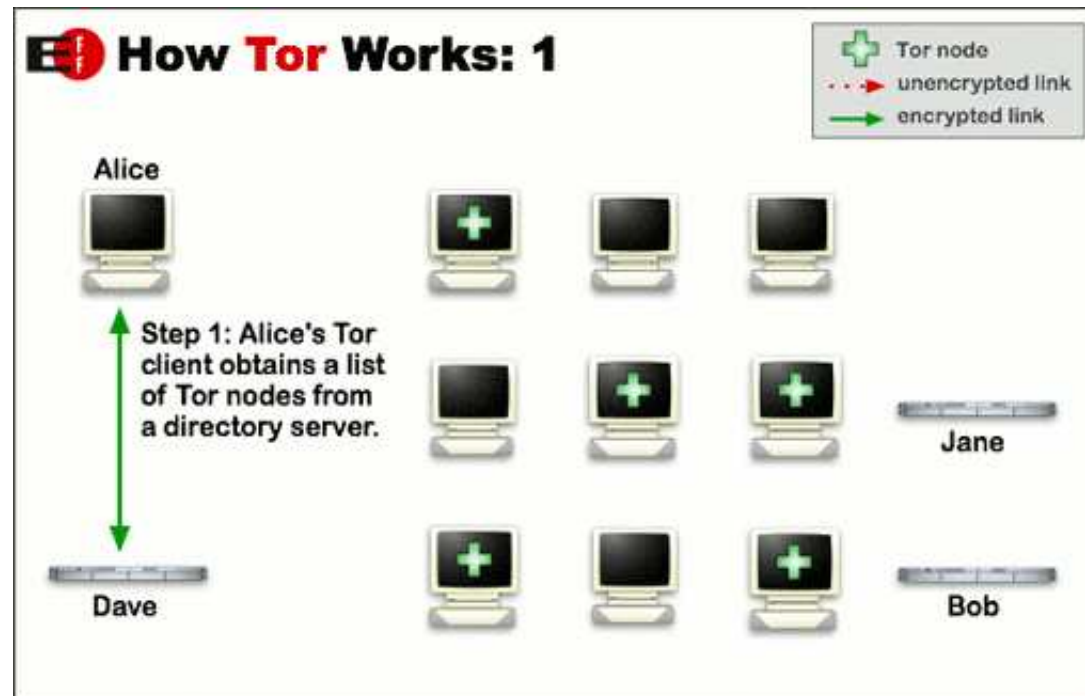 EFF How Tor Works: 1
Tor node
unencrypted link
encrypted link
Alice
Step 1: Alice's Tor
client obtains a list
of Tor nodes from
a directory server.
Jane
Dave
Bob